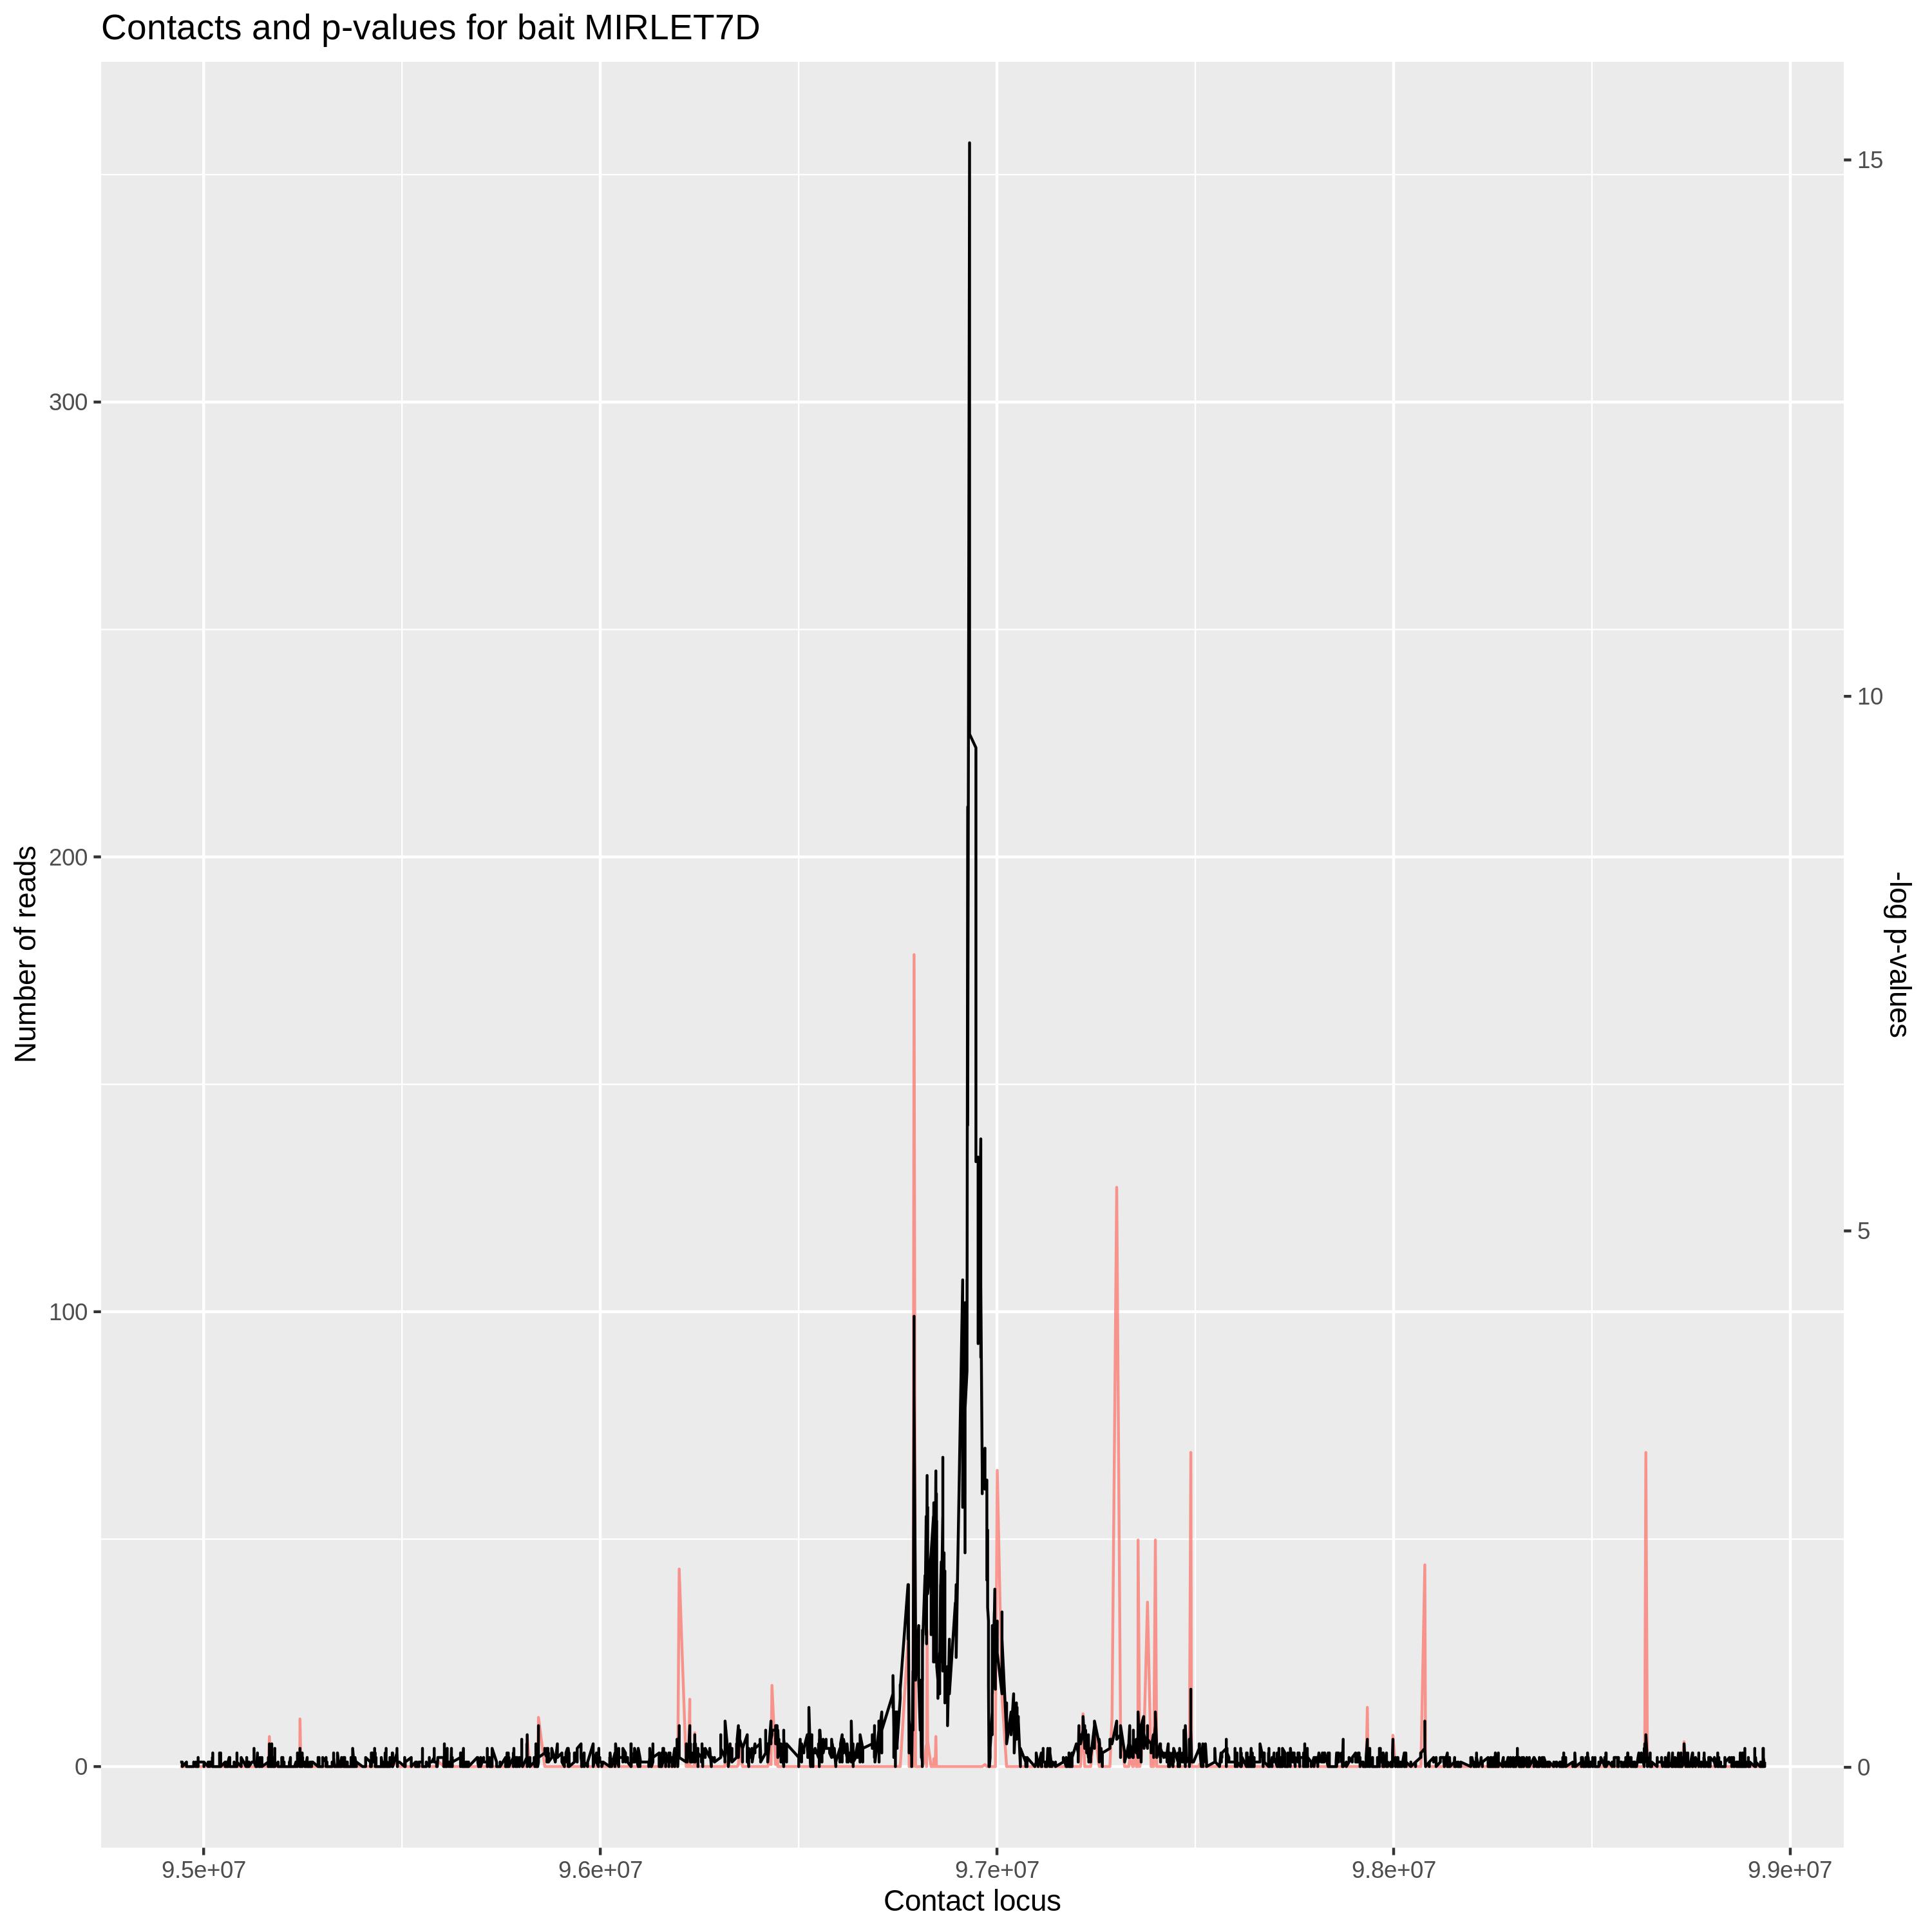 Contacts and p-values for bait MIRLET7D
Number of reads
300
200
100
0
15
10
5
0
-log p-values
9.5e+07
9.6e+07
9.7e+07
9.8e+07
9.9e+07
Contact locus